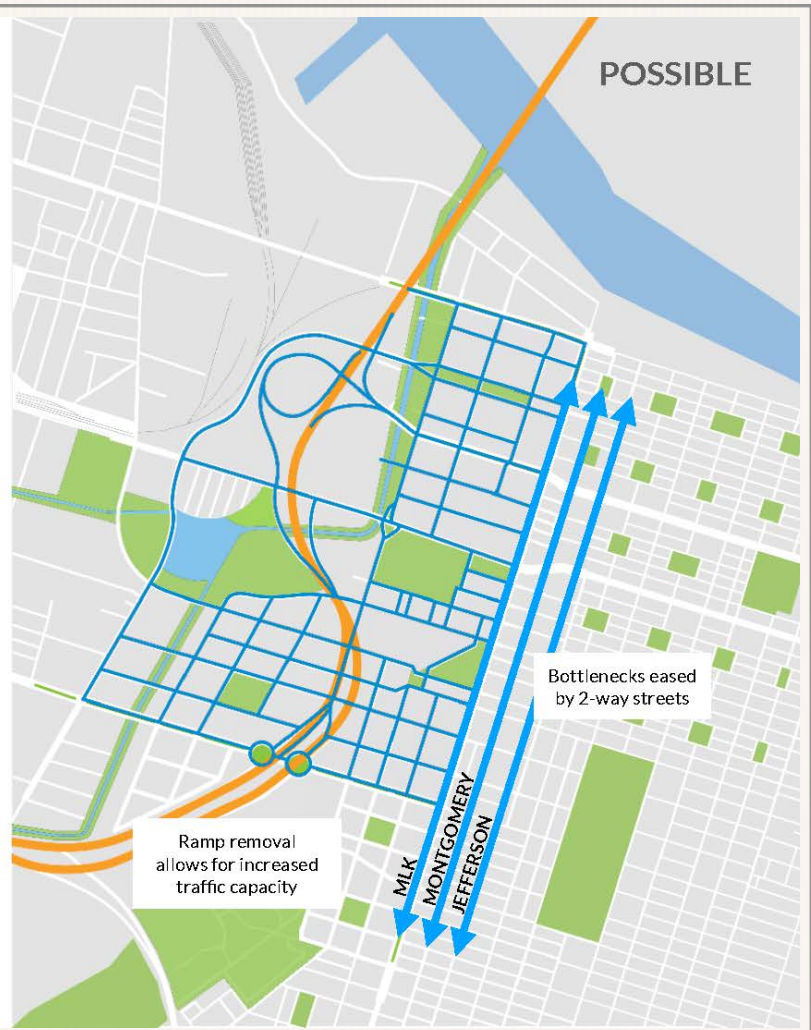 POSSIBLE
Bottlenecks eased
by 2-way streets
MLK
MONTGOMERY
JEFFERSON
Ramp removal
allows for increased
traffic capacity